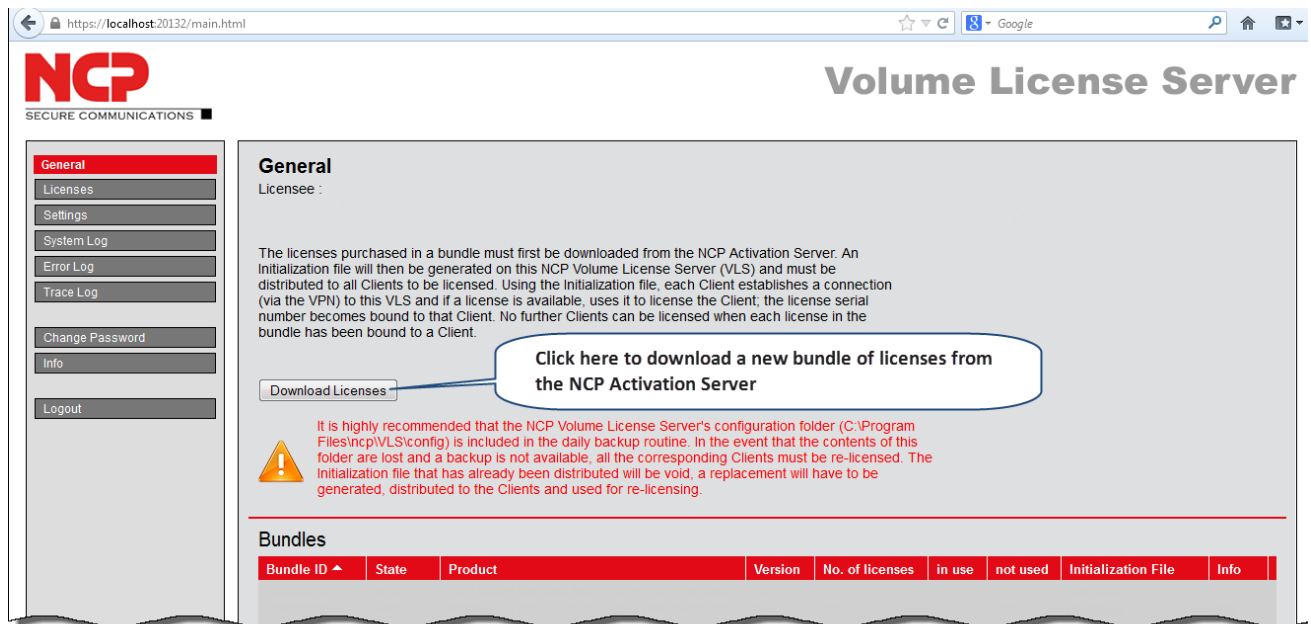 https://localhost:20132/main.html
Google
NCP
SECURE COMMUNICATIONS
Volume License Server
General
Licenses
Settings
System Log
Error Log
Trace Log
Change Password
Info
Logout
General
Licensee :
The licenses purchased in a bundle must first be downloaded from the NCP Activation Server. An
Initialization file will then be generated on this NCP Volume License Server (VLS) and must be
distributed to all Clients to be licensed. Using the Initialization file, each Client establishes a connection
(via the VPN) to this VLS and if a license is available, uses it to license the Client; the license serial
number becomes bound to that Client. No further Clients can be licensed when each license in the
bundle has been bound to a Client.
Click here to download a new bundle of licenses from
the NCP Activation Server
Download Licenses
It is highly recommended that the NCP Volume License Server's configuration folder (C:\Program
Files\ncp\VLS\config) is included in the daily backup routine. In the event that the contents of this
folder are lost and a backup is not available, all the corresponding Clients must be re-licensed. The
Initialization file that has already been distributed will be void, a replacement will have to be
generated, distributed to the Clients and used for re-licensing.
Bundles
Bundle ID State Product Version No. of licenses in use not used Initialization File Info